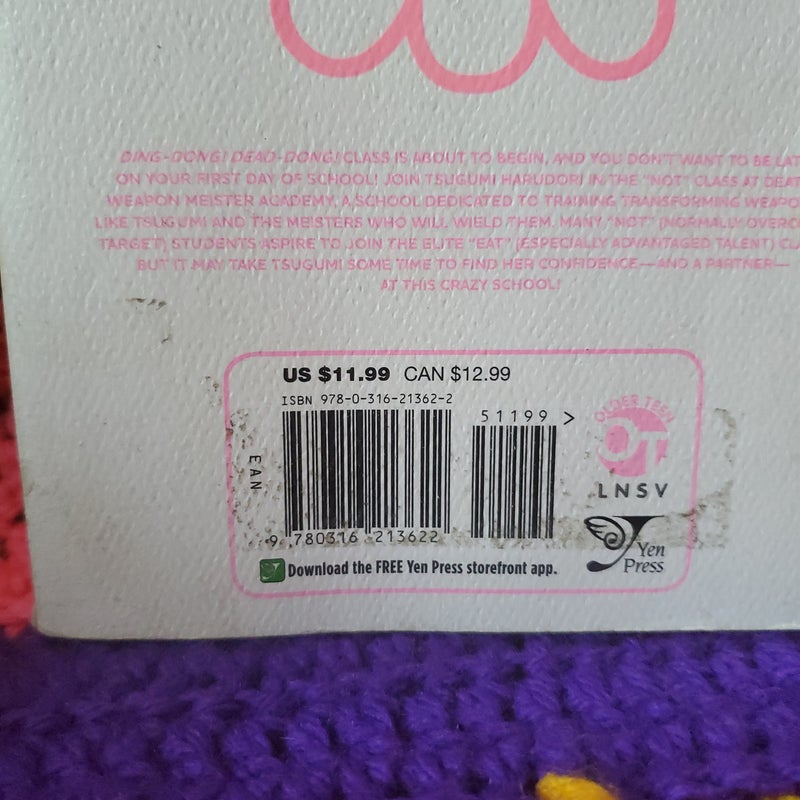 DING-DONG! DEAD-DONG! CLASS IS ABOUT TO BEGIN, AND YOU DON'T WANT TO BE LAT
ON YOUR FIRST DAY OF SCHOOL! JOIN TSUGUMI HARUDORI IN THE "NOT" CLASS AT DEAT
WEAPON MEISTER ACADEMY, A SCHOOL DEDICATED TO TRAINING TRANSFORMING WEAPO
LIKE TSUGUMI AND THE MEISTERS WHO WILL WIELD THEM. MANY "NOT" (NORMALLY OVERC
TARGET) STUDENTS ASPIRE TO JOIN THE ELITE "EAT" (ESPECIALLY ADVANTAGED TALENT) CL
BUT IT MAY TAKE TSUGUMI SOME TIME TO FIND HER CONFIDENCE—AND A PARTNER—
AT THIS CRAZY SCHOOL!
US $11.99 CAN $12.99
ISBN 978-0-316-21362-2
51199 >
EAN
9 780316 213622
OLDER TEEN
OT
LNSV
Yen
Press
Download the FREE Yen Press storefront app.